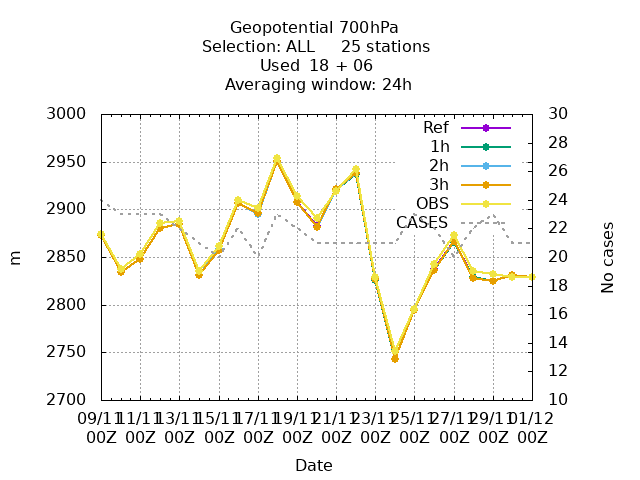 Geopotential 700hPa
Selection: ALL 25 stations
Used 18 + 06
Averaging window: 24h
3000
2950
2900
2850
2800
2750
2700
m
30
28
26
24
22
20
18
16
14
12
10
No cases
Ref
1h
2h
3h
OBS
CASES
09/11 11/11 13/11 15/11 17/11 19/11 21/11 23/11 25/11 27/11 29/11 01/12
00Z 00Z 00Z 00Z 00Z 00Z 00Z 00Z 00Z 00Z 00Z 00Z
Date